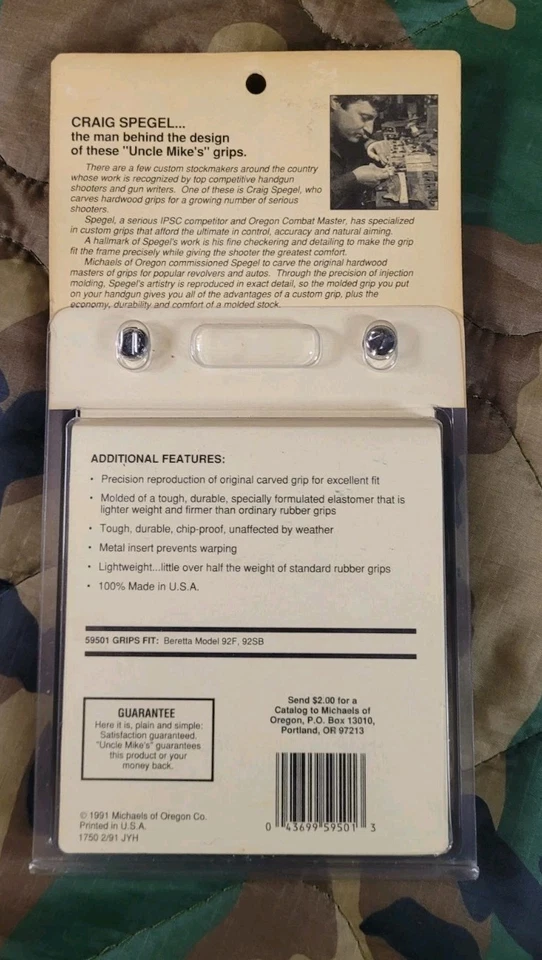 CRAIG SPEGEL...
the man behind the design
of these "Uncle Mike's" grips.
There are a few custom stockmakers around the country
whose work is recognized by top competitive handgun
shooters and gun writers. One of these is Craig Spegel, who
carves hardwood grips for a growing number of serious
shooters.
Spegel, a serious IPSC competitor and Oregon Combat Master, has specialized
in custom grips that afford the ultimate in control, accuracy and natural aiming.
A hallmark of Spegel's work is his fine checkering and detailing to make the grip
fit the frame precisely while giving the shooter the greatest comfort.
Michaels of Oregon commissioned Spegel to carve the original hardwood
masters of grips for popular revolvers and autos. Through the precision of injection
molding, Spegel's artistry is reproduced in exact detail, so the molded grip you put
on your handgun gives you all of the advantages of a custom grip, plus the
economy, durability and comfort of a molded stock.
ADDITIONAL FEATURES:
• Precision reproduction of original carved grip for excellent fit
• Molded of a tough, durable, specially formulated elastomer that is
lighter weight and firmer than ordinary rubber grips
• Tough, durable, chip-proof, unaffected by weather
• Metal insert prevents warping
• Lightweight...little over half the weight of standard rubber grips
• 100% Made in U.S.A.
59501 GRIPS FIT: Beretta Model 92F, 92SB
GUARANTEE
Here it is, plain and simple:
Satisfaction guaranteed.
"Uncle Mike's" guarantees
this product or your
money back.
Send $2.00 for a
Catalog to Michaels of
Oregon, P.O. Box 13010,
Portland, OR 97213
0 43699 59501 3
© 1991 Michaels of Oregon Co.
Printed in U.S.A.
1750 2/91 JYH